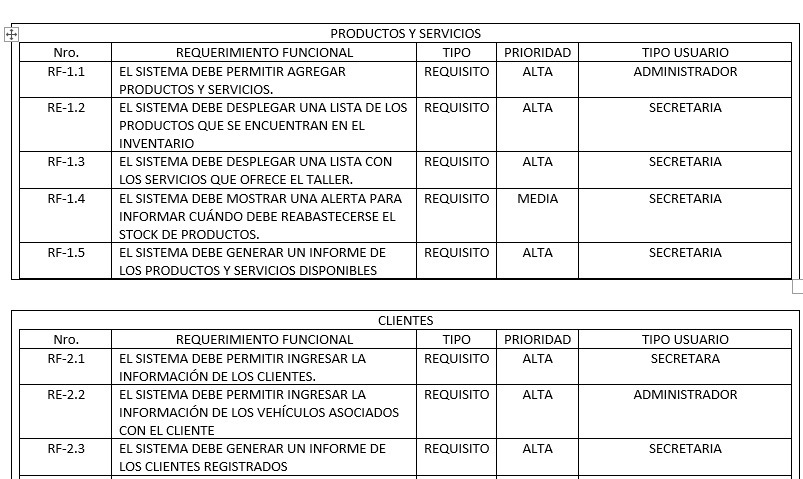 PRODUCTOS Y SERVICIOS
Nro. REQUERIMIENTO FUNCIONAL TIPO PRIORIDAD TIPO USUARIO
RF-1.1 EL SISTEMA DEBE PERMITIR AGREGAR REQUISITO ALTA ADMINISTRADOR
PRODUCTOS Y SERVICIOS.
RE-1.2 EL SISTEMA DEBE DESPLEGAR UNA LISTA DE LOS REQUISITO ALTA SECRETARIA
PRODUCTOS QUE SE ENCUENTRAN EN EL
INVENTARIO
RF-1.3 EL SISTEMA DEBE DESPLEGAR UNA LISTA CON REQUISITO ALTA SECRETARIA
LOS SERVICIOS QUE OFRECE EL TALLER.
RF-1.4 EL SISTEMA DEBE MOSTRAR UNA ALERTA PARA REQUISITO MEDIA SECRETARIA
INFORMAR CUÁNDO DEBE REABASTECERSE EL
STOCK DE PRODUCTOS.
RF-1.5 EL SISTEMA DEBE GENERAR UN INFORME DE REQUISITO ALTA SECRETARIA
LOS PRODUCTOS Y SERVICIOS DISPONIBLES
CLIENTES
Nro. REQUERIMIENTO FUNCIONAL TIPO PRIORIDAD TIPO USUARIO
RF-2.1 EL SISTEMA DEBE PERMITIR INGRESAR LA REQUISITO ALTA SECRETARA
INFORMACIÓN DE LOS CLIENTES.
RE-2.2 EL SISTEMA DEBE PERMITIR INGRESAR LA REQUISITO ALTA ADMINISTRADOR
INFORMACIÓN DE LOS VEHÍCULOS ASOCIADOS
CON EL CLIENTE
RF-2.3 EL SISTEMA DEBE GENERAR UN INFORME DE REQUISITO ALTA SECRETARIA
LOS CLIENTES REGISTRADOS